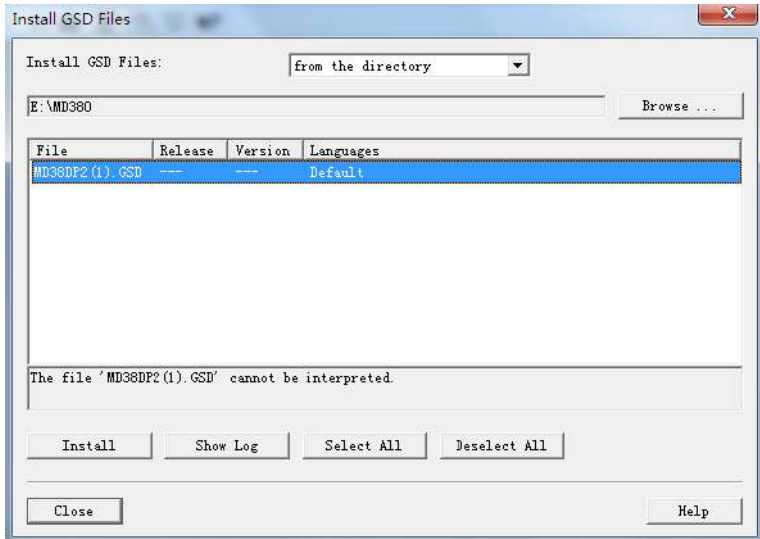 Install GSD Files
Install GSD Files:
from the directory
E:\MD380
Browse ...
File Release Version Languages
MD38DP2(1).GSD --- --- Default
The file 'MD38DP2(1).GSD' cannot be interpreted.
Install Show Log Select All Deselect All
Close Help